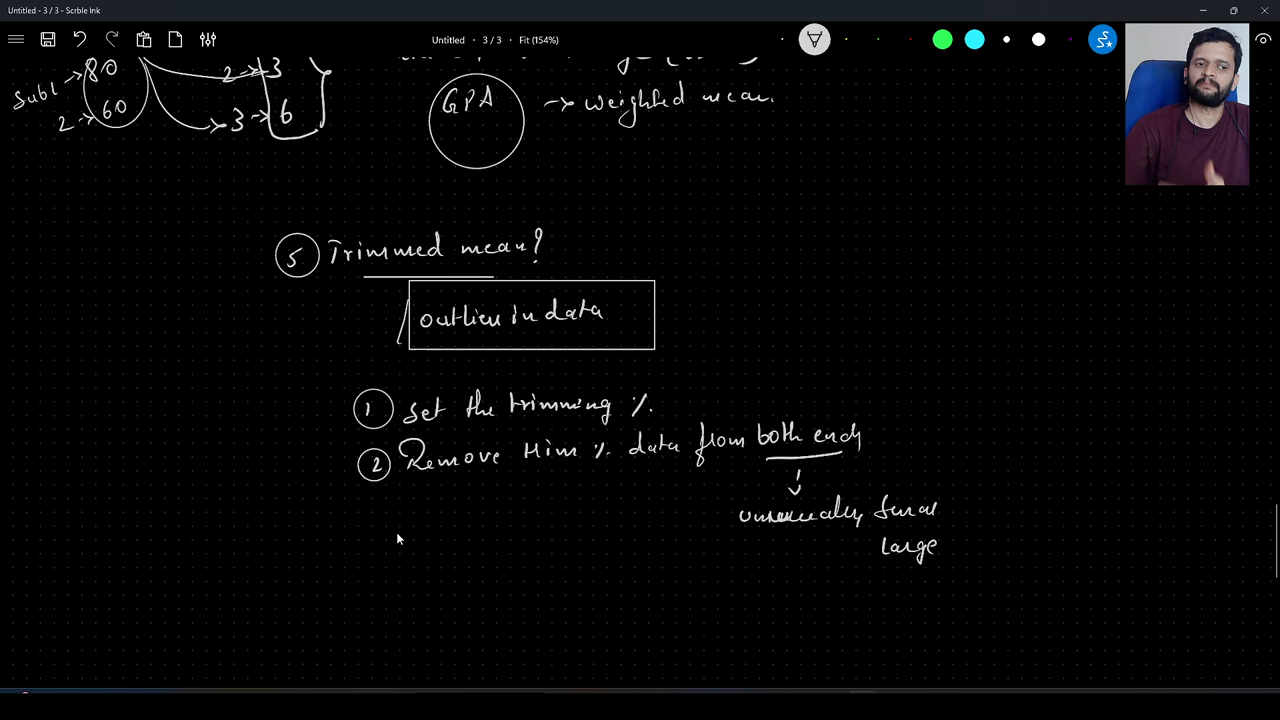 Untitled - 3 / 3 - Scrble Ink
Untitled • 3 / 3 • Fit (154%)
Sub1 → 80
2 → 3
2 → 60
3 → 6
GPA → weighted mean.
5 Trimmed mean?
outlier in data
1 Set the trimming %.
2 Remove trim % data from both ends
unusually small
large